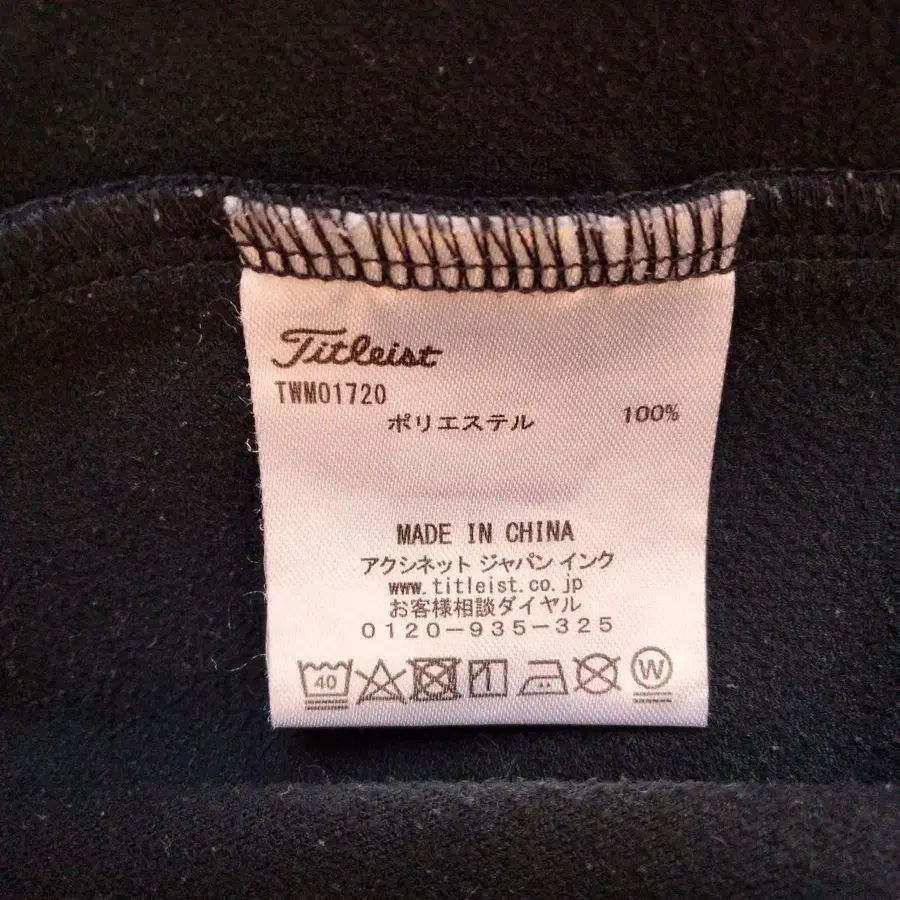 Titleist
TWM01720
ポリエステル 100%
MADE IN CHINA
アクシネット ジャパン インク
www.titleist.co.jp
お客様相談ダイヤル
0120-935-325
40
W